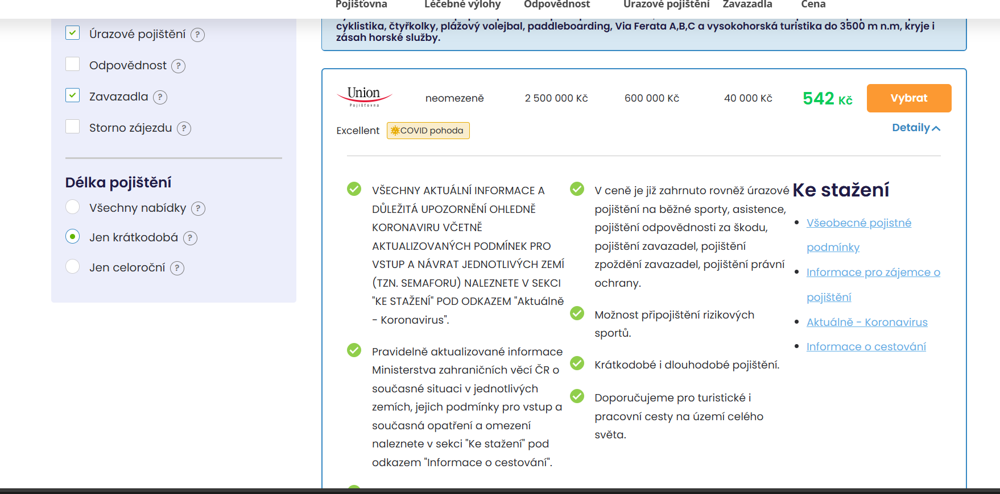 Pojišťovna Léčebné výlohy Odpovědnost Úrazové pojištění Zavazadla Cena
cyklistika, čtyřkolky, plážový volejbal, paddleboarding, Via Ferata A,B,C a vysokohorská turistika do 3500 m n.m, kryje i
zásah horské služby.
Úrazové pojištění ?
Odpovědnost ?
Zavazadla ?
Storno zájezdu ?
Délka pojištění
Všechny nabídky ?
Jen krátkodobá ?
Jen celoroční ?
Union
Pojišťovna
neomezeně 2 500 000 Kč 600 000 Kč 40 000 Kč 542 Kč Vybrat
Excellent COVID pohoda Detaily
VŠECHNY AKTUÁLNÍ INFORMACE A
DŮLEŽITÁ UPOZORNĚNÍ OHLEDNĚ
KORONAVIRU VČETNĚ
AKTUALIZOVANÝCH PODMÍNEK PRO
VSTUP A NÁVRAT JEDNOTLIVÝCH ZEMÍ
(TZN. SEMAFORU) NALEZNETE V SEKCI
"KE STAŽENÍ" POD ODKAZEM "Aktuálně
- Koronavirus".
Pravidelně aktualizované informace
Ministerstva zahraničních věcí ČR o
současné situaci v jednotlivých
zemích, jejich podmínky pro vstup a
současná opatření a omezení
naleznete v sekci "Ke stažení" pod
odkazem "Informace o cestování".
V ceně je již zahrnuto rovněž úrazové
pojištění na běžné sporty, asistence,
pojištění odpovědnosti za škodu,
pojištění zavazadel, pojištění
zpoždění zavazadel, pojištění právní
ochrany.
Možnost připojištění rizikových
sportů.
Krátkodobé i dlouhodobé pojištění.
Doporučujeme pro turistické i
pracovní cesty na území celého
světa.
Ke stažení
Všeobecné pojistné
podmínky
Informace pro zájemce o
pojištění
Aktuálně - Koronavirus
Informace o cestování